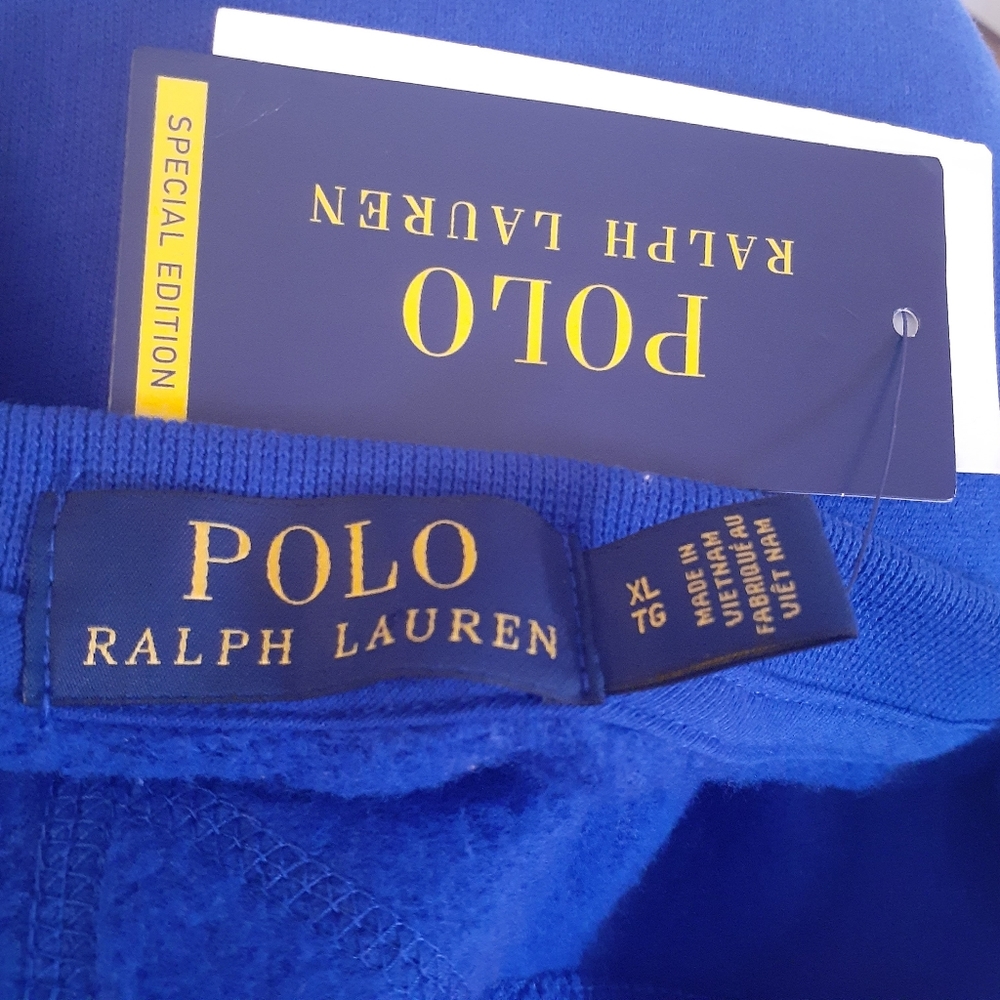 SPECIAL EDITION
POLO
RALPH LAUREN
POLO
RALPH LAUREN
XL
TG
MADE IN
VIETNAM
FABRIQUÉ AU
VIÊT NAM